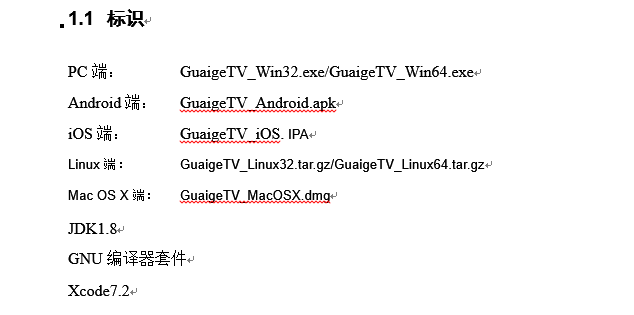 1.1 标识
PC 端： GuaigeTV_Win32.exe/GuaigeTV_Win64.exe
Android 端： GuaigeTV_Android.apk
iOS 端： GuaigeTV_iOS. IPA
Linux 端： GuaigeTV_Linux32.tar.gz/GuaigeTV_Linux64.tar.gz
Mac OS X 端： GuaigeTV_MacOSX.dmg
JDK1.8
GNU 编译器套件
Xcode7.2